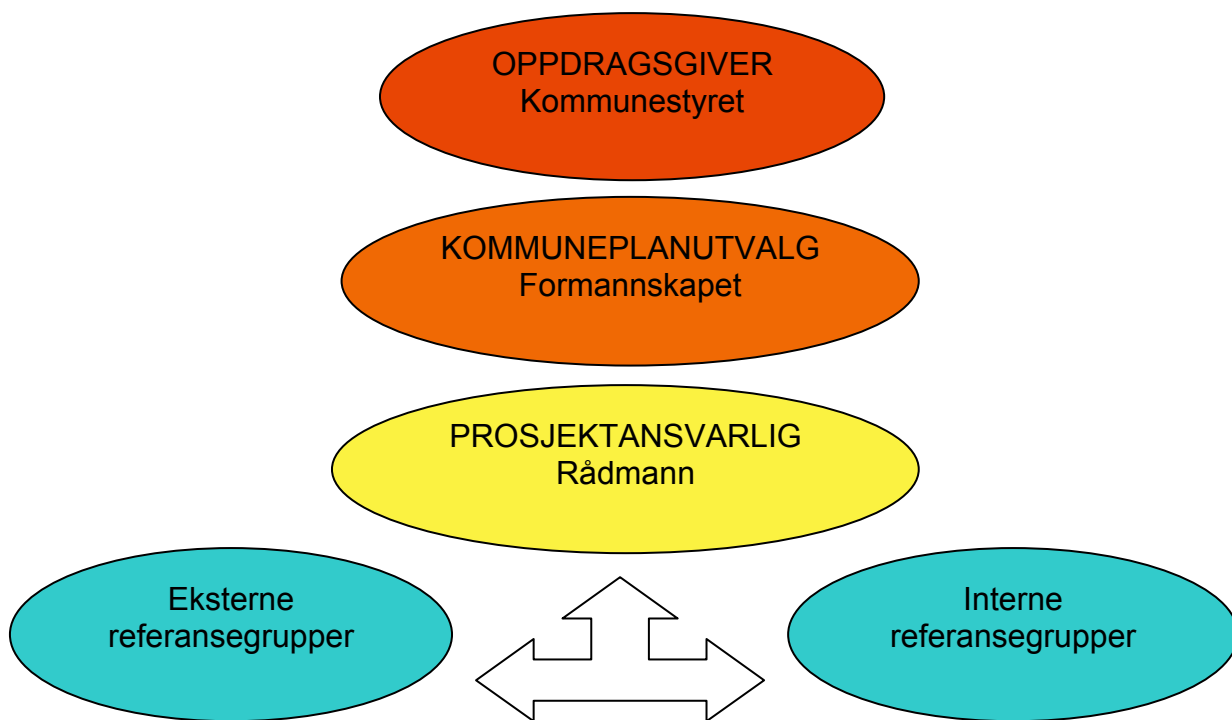 OPPDRAGSGIVER
Kommunestyret
KOMMUNEPLANUTVALG
Formannskapet
PROSJEKTANSVARLIG
Rådmann
Eksterne
referansegrupper
Interne
referansegrupper